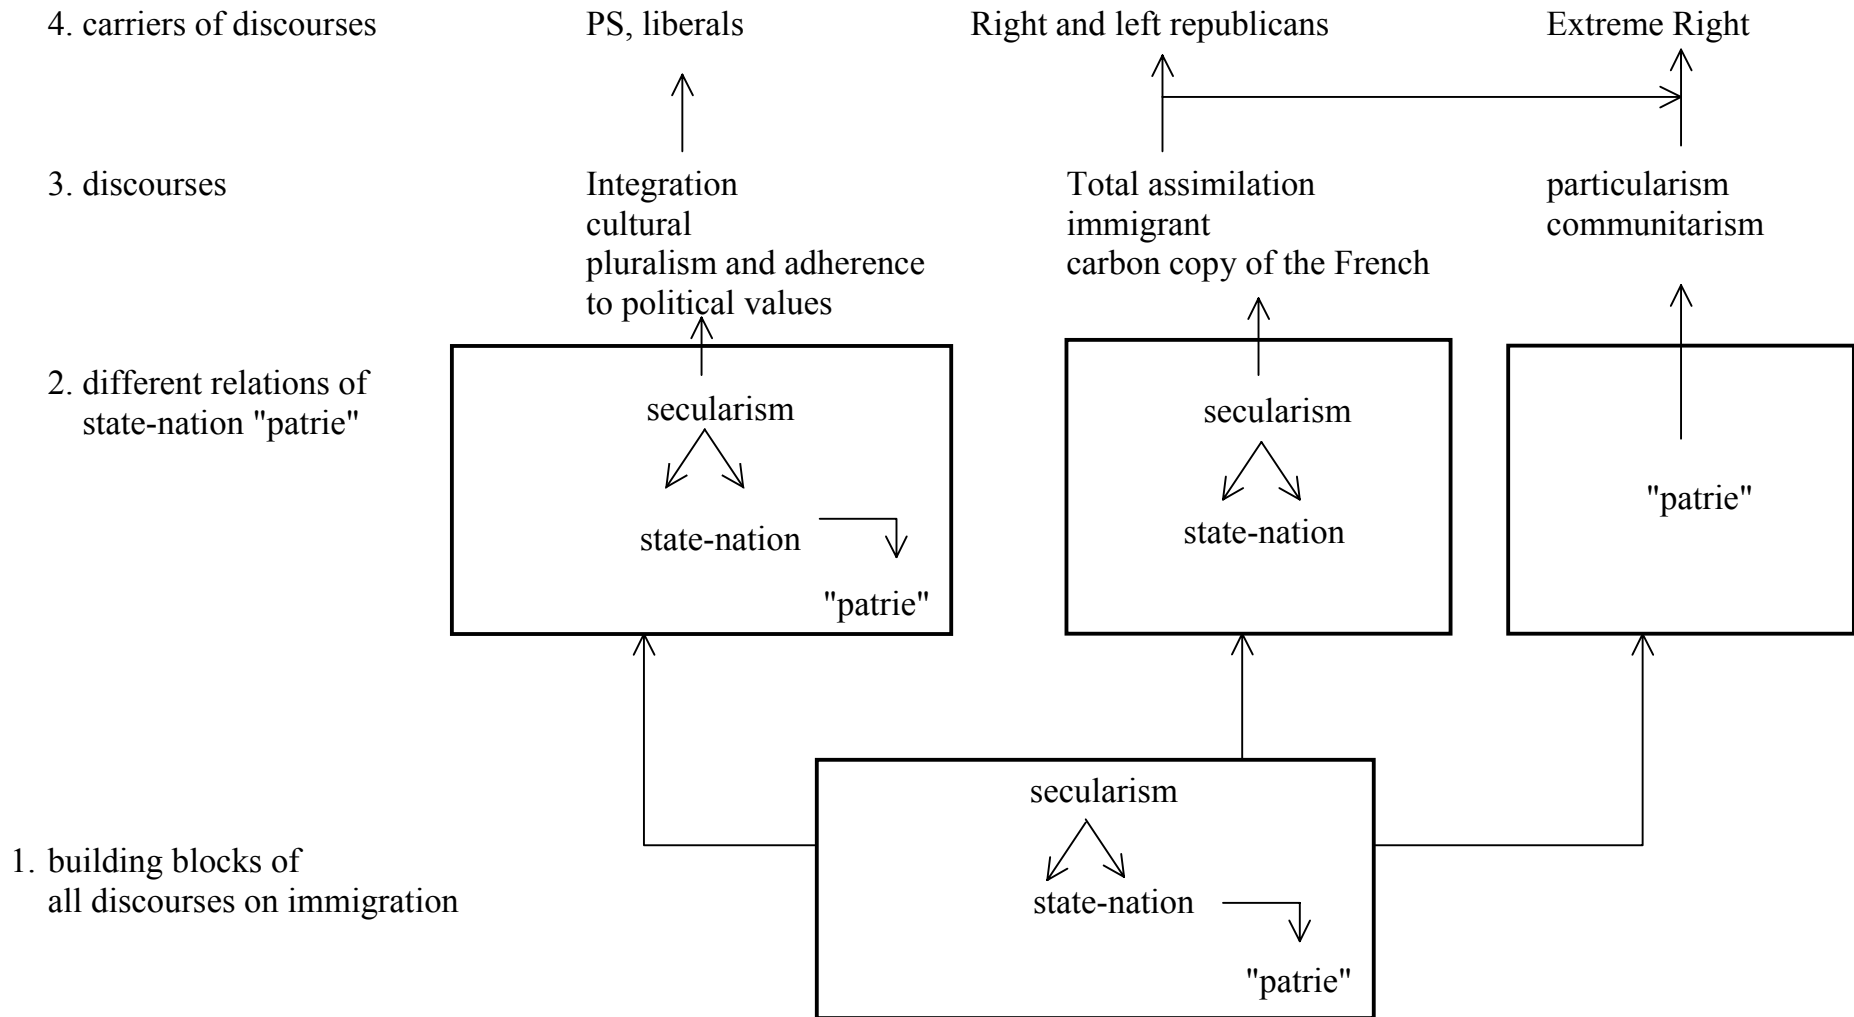 4. carriers of discourses
PS, liberals
Right and left republicans
Extreme Right
3. discourses
Integration
cultural
pluralism and adherence
to political values
Total assimilation
immigrant
carbon copy of the French
particularism
communitarism
2. different relations of
state-nation "patrie"
secularism
state-nation
"patrie"
secularism
state-nation
"patrie"
1. building blocks of
all discourses on immigration
secularism
state-nation
"patrie"